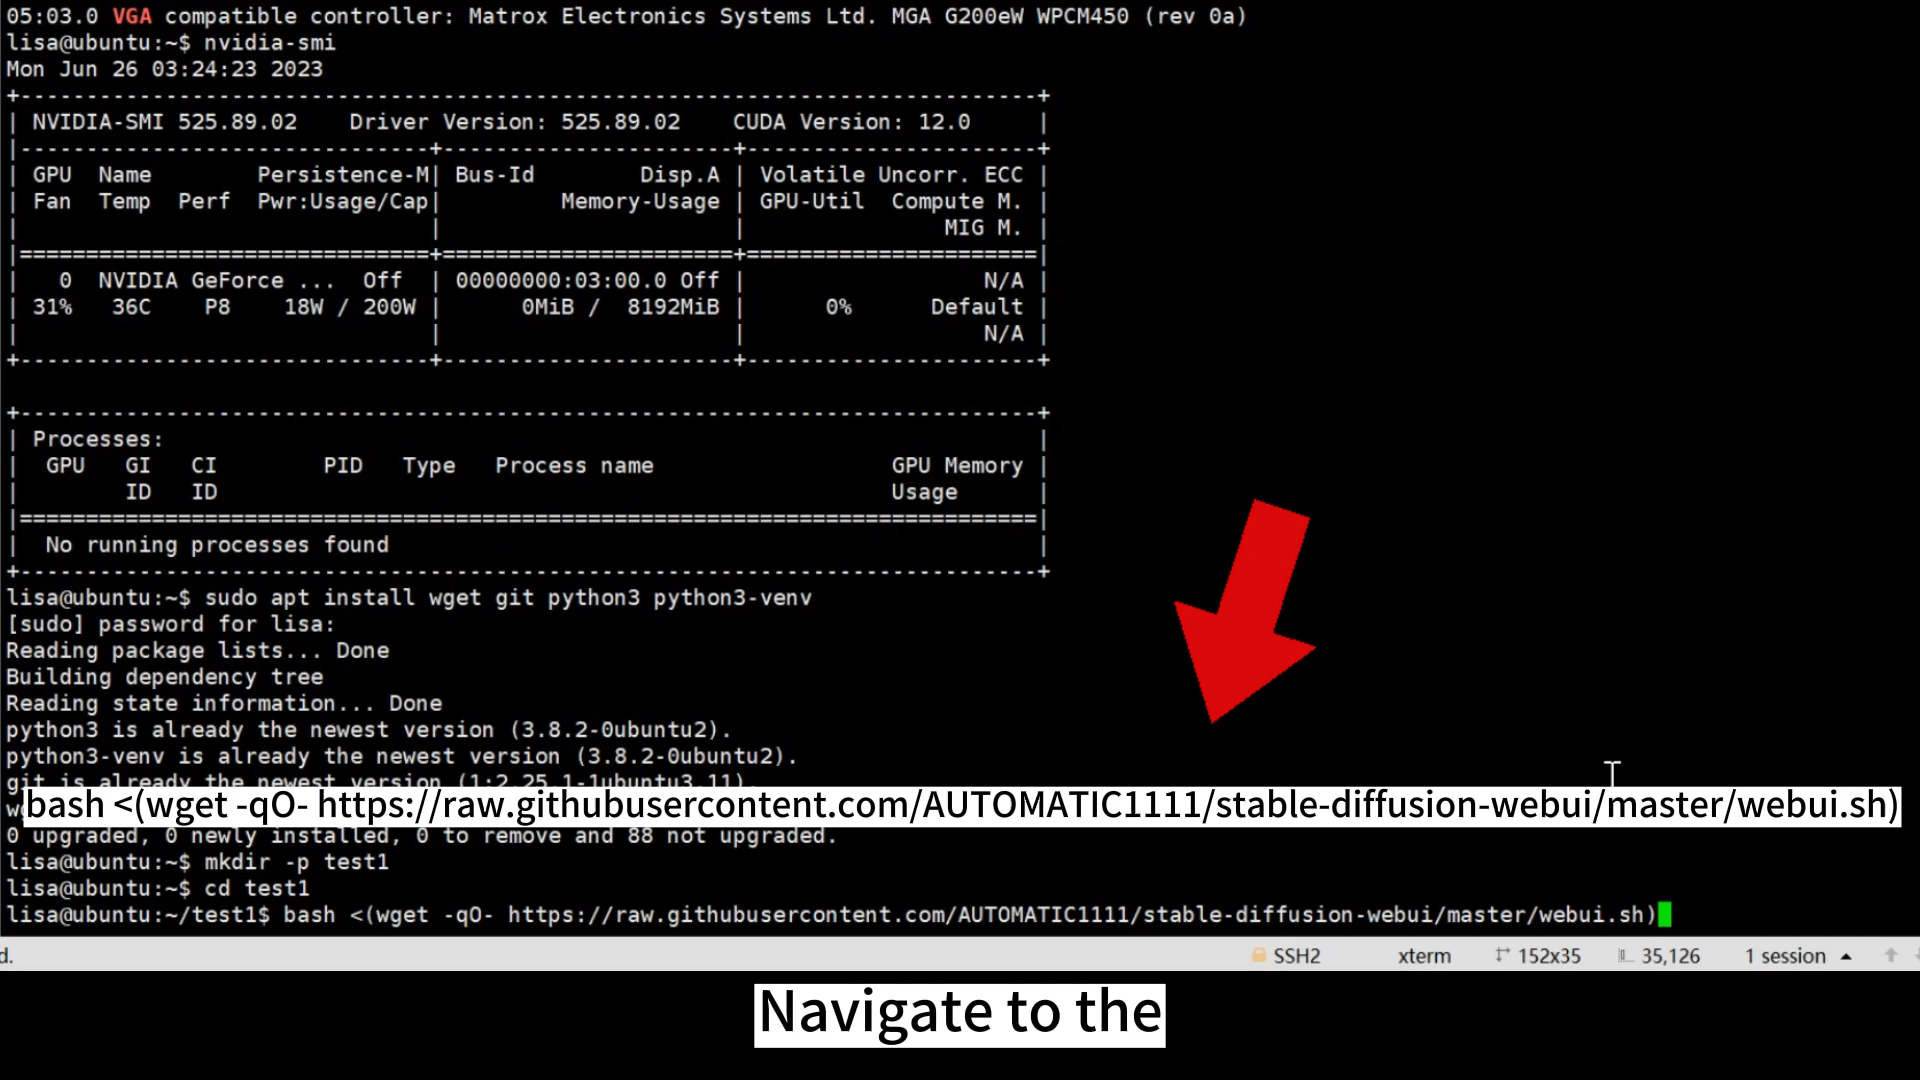 05:03.0 VGA compatible controller: Matrox Electronics Systems Ltd. MGA G200eW WPCM450 (rev 0a)
lisa@ubuntu:~$ nvidia-smi
Mon Jun 26 03:24:23 2023
+-----------------------------------------------------------------------------+
| NVIDIA-SMI 525.89.02    Driver Version: 525.89.02    CUDA Version: 12.0     |
|-------------------------------+----------------------+----------------------+
| GPU  Name        Persistence-M| Bus-Id        Disp.A | Volatile Uncorr. ECC |
| Fan  Temp  Perf  Pwr:Usage/Cap|         Memory-Usage | GPU-Util  Compute M. |
|                               |                      |               MIG M. |
|===============================+======================+======================|
|   0  NVIDIA GeForce ...  Off  | 00000000:03:00.0 Off |                  N/A |
| 31%   36C    P8    18W / 200W |      0MiB /  8192MiB |      0%      Default |
|                               |                      |                  N/A |
+-------------------------------+----------------------+----------------------+
+-----------------------------------------------------------------------------+
| Processes:                                                                  |
|  GPU   GI   CI        PID   Type   Process name                  GPU Memory |
|        ID   ID                                                   Usage      |
|=============================================================================|
|  No running processes found                                                 |
+-----------------------------------------------------------------------------+
lisa@ubuntu:~$ sudo apt install wget git python3 python3-venv
[sudo] password for lisa:
Reading package lists... Done
Building dependency tree
Reading state information... Done
python3 is already the newest version (3.8.2-0ubuntu2).
python3-venv is already the newest version (3.8.2-0ubuntu2).
git is already the newest version (1:2.25.1-1ubuntu3.11).
bash <(wget -qO- https://raw.githubusercontent.com/AUTOMATIC1111/stable-diffusion-webui/master/webui.sh)
0 upgraded, 0 newly installed, 0 to remove and 88 not upgraded.
lisa@ubuntu:~$ mkdir -p test1
lisa@ubuntu:~$ cd test1
lisa@ubuntu:~/test1$ bash <(wget -qO- https://raw.githubusercontent.com/AUTOMATIC1111/stable-diffusion-webui/master/webui.sh)
d. SSH2 xterm 152x35 35,126 1 session
Navigate to the